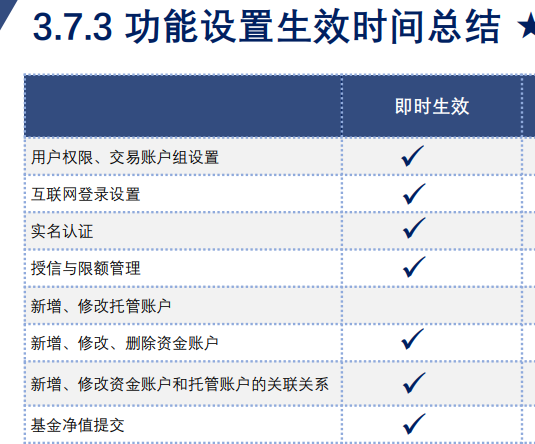 3.7.3 功能设置生效时间总结 ★
即时生效
用户权限、交易账户组设置 ✓
互联网登录设置 ✓
实名认证 ✓
授信与限额管理 ✓
新增、修改托管账户
新增、修改、删除资金账户 ✓
新增、修改资金账户和托管账户的关联关系 ✓
基金净值提交 ✓